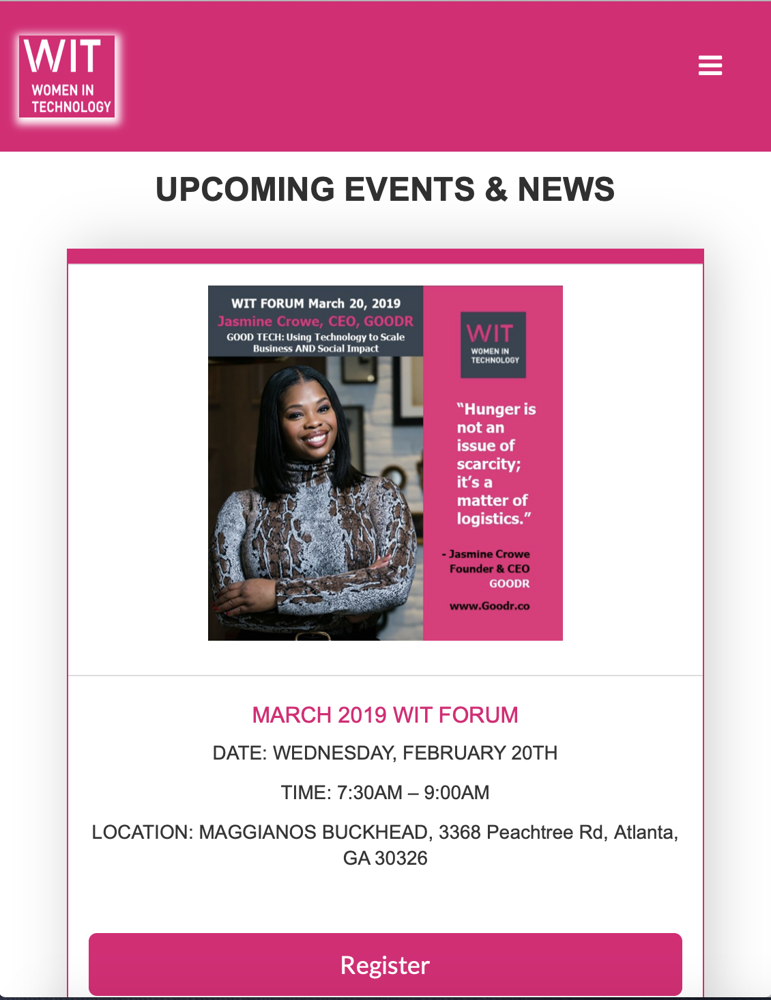 WIT
WOMEN IN
TECHNOLOGY
UPCOMING EVENTS & NEWS
WIT FORUM March 20, 2019
Jasmine Crowe, CEO, GOODR
GOOD TECH: Using Technology to Scale
Business AND Social Impact
WIT
WOMEN IN
TECHNOLOGY
“Hunger is
not an
issue of
scarcity;
it’s a
matter of
logistics.”
- Jasmine Crowe
Founder & CEO
GOODR
www.Goodr.co
MARCH 2019 WIT FORUM
DATE: WEDNESDAY, FEBRUARY 20TH
TIME: 7:30AM – 9:00AM
LOCATION: MAGGIANOS BUCKHEAD, 3368 Peachtree Rd, Atlanta,
GA 30326
Register